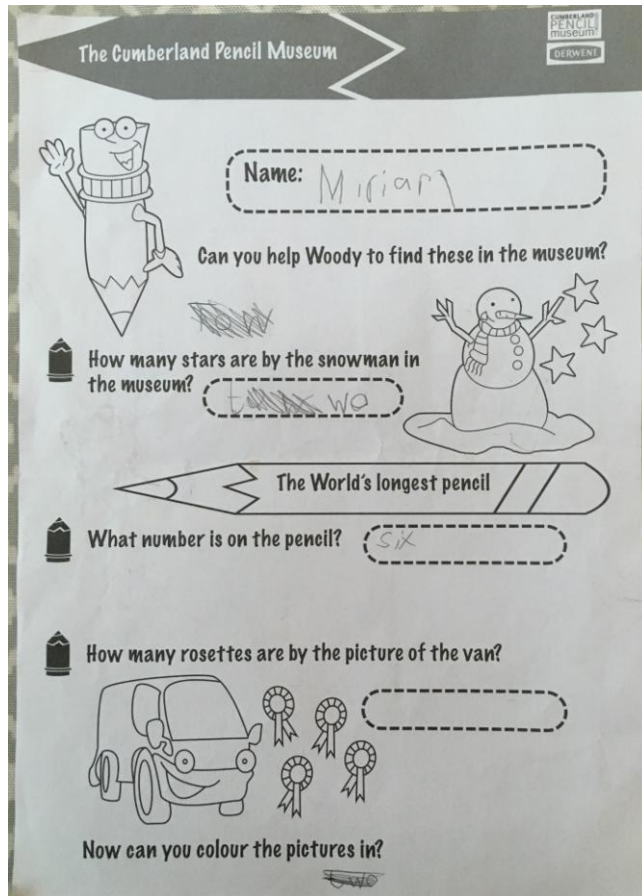 The Cumberland Pencil Museum
CUMBERLAND
PENCIL
museum
DERWENT
Name: Miriam
Can you help Woody to find these in the museum?
How many stars are by the snowman in
the museum? t wo
The World's longest pencil
What number is on the pencil? six
How many rosettes are by the picture of the van?
Now can you colour the pictures in?
two